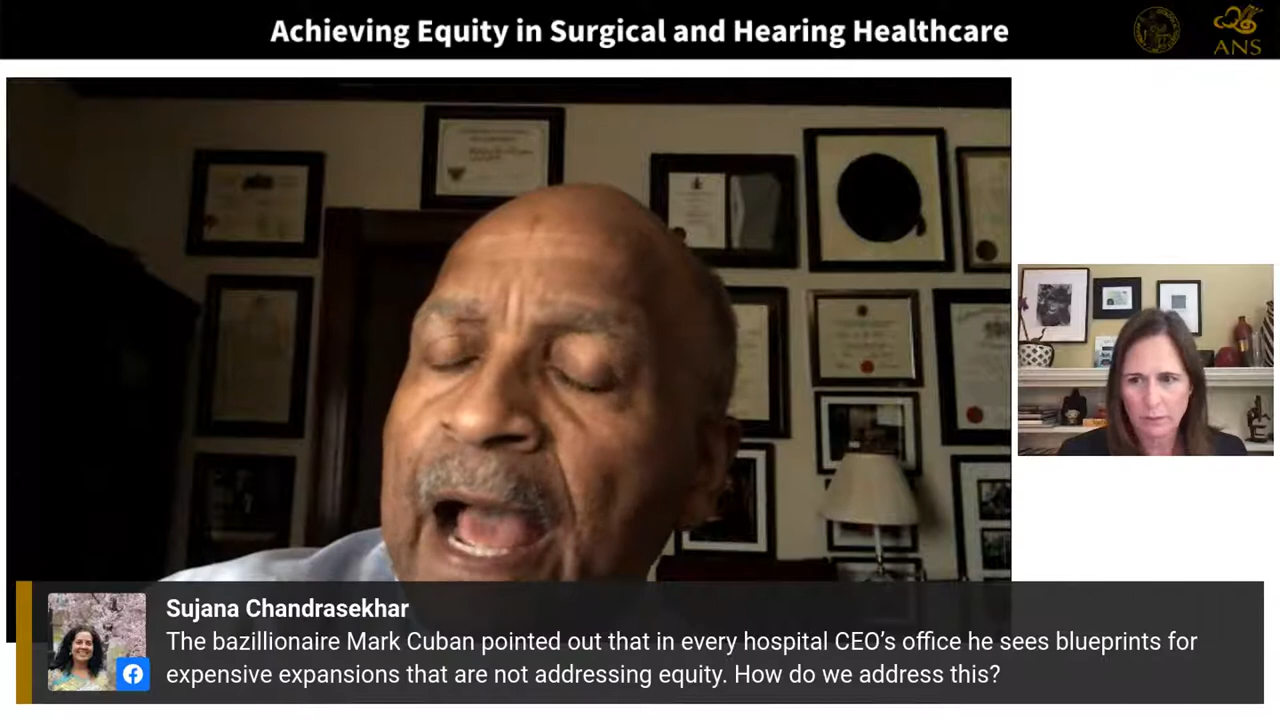 Achieving Equity in Surgical and Hearing Healthcare
ANS
Sujana Chandrasekhar
The bazillionaire Mark Cuban pointed out that in every hospital CEO’s office he sees blueprints for
expensive expansions that are not addressing equity. How do we address this?